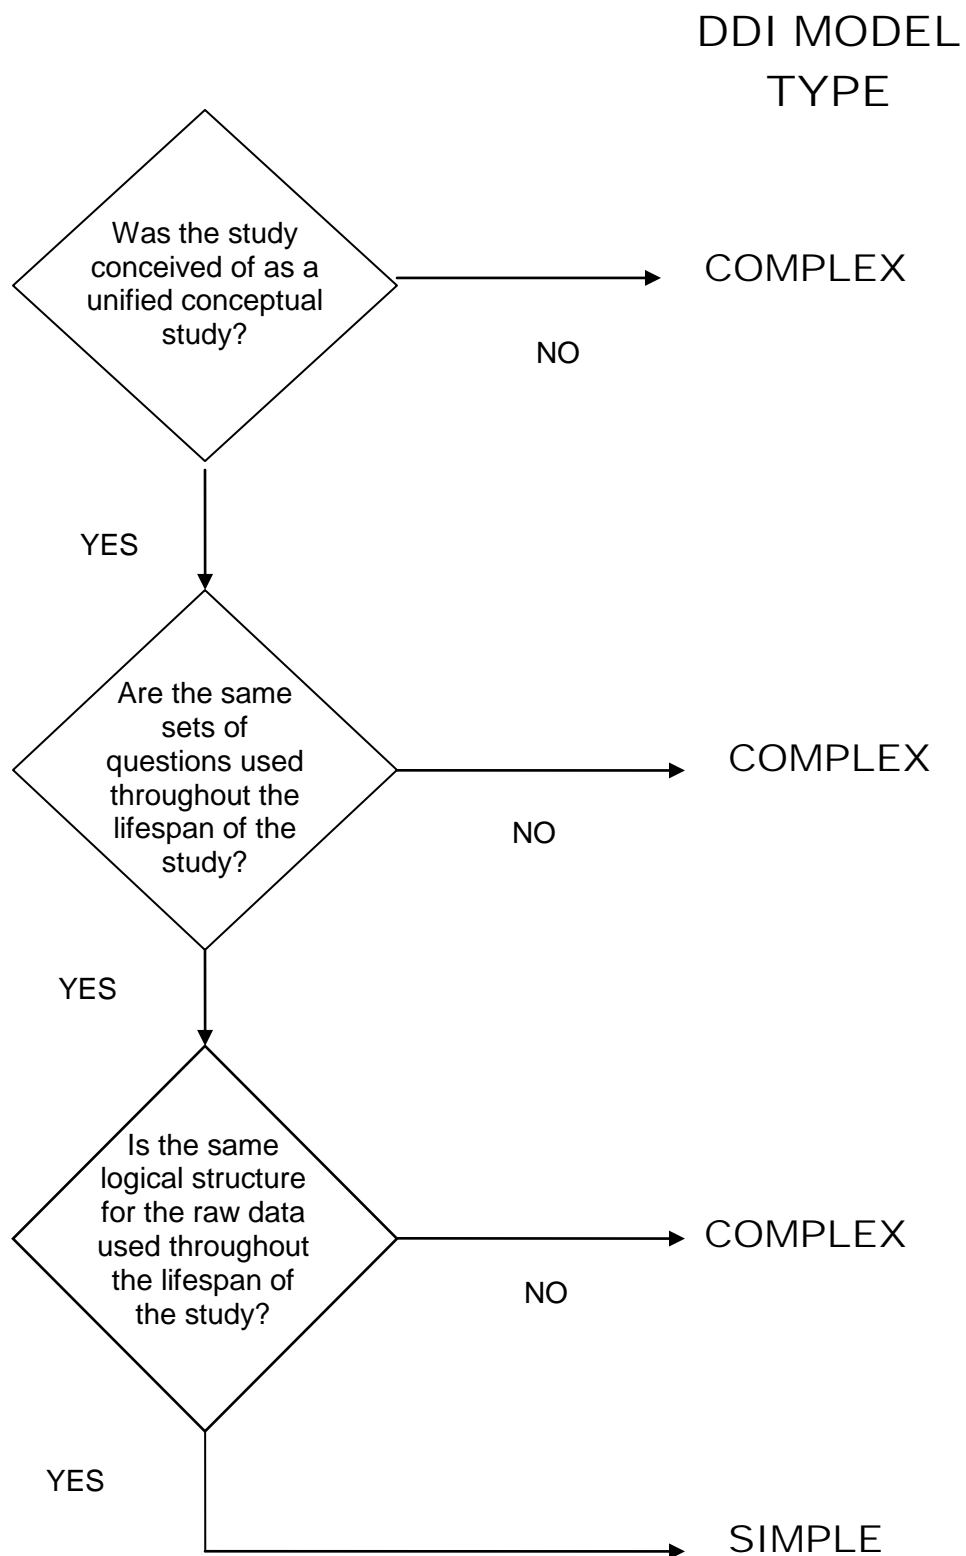 DDI MODEL
TYPE
Was the study
conceived of as a
unified conceptual
study?
COMPLEX
NO
YES
Are the same
sets of
questions used
throughout the
lifespan of the
study?
COMPLEX
NO
YES
Is the same
logical structure
for the raw data
used throughout
the lifespan of
the study?
COMPLEX
NO
YES
SIMPLE